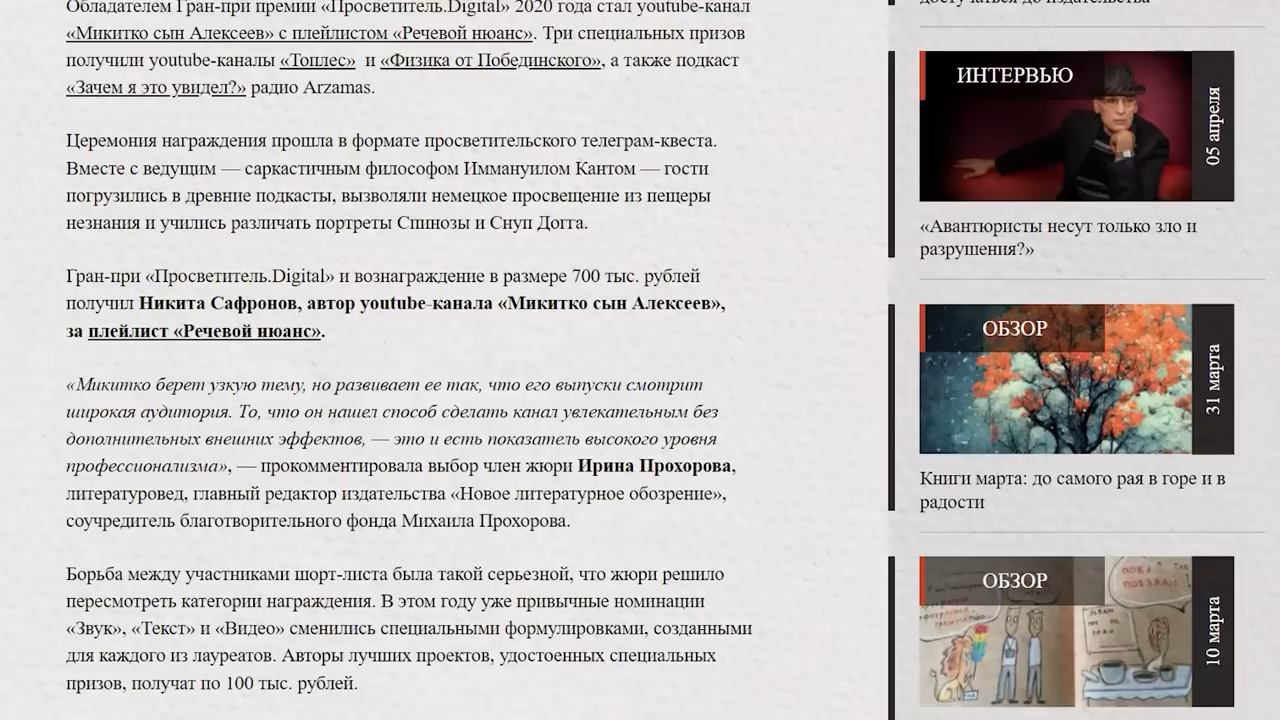 Обладателем Гран-при премии «Просветитель.Digital» 2020 года стал youtube-канал
«Микитко сын Алексеев» с плейлистом «Речевой нюанс». Три специальных призов
получили youtube-каналы «Топлес» и «Физика от Побединского», а также подкаст
«Зачем я это увидел?» радио Arzamas.
Церемония награждения прошла в формате просветительского телеграм-квеста.
Вместе с ведущим — саркастичным философом Иммануилом Кантом — гости
погрузились в древние подкасты, вызволяли немецкое просвещение из пещеры
незнания и учились различать портреты Спинозы и Снуп Догга.
Гран-при «Просветитель.Digital» и вознаграждение в размере 700 тыс. рублей
получил Никита Сафронов, автор youtube-канала «Микитко сын Алексеев»,
за плейлист «Речевой нюанс».
«Микитко берет узкую тему, но развивает ее так, что его выпуски смотрит
широкая аудитория. То, что он нашел способ сделать канал увлекательным без
дополнительных внешних эффектов, — это и есть показатель высокого уровня
профессионализма», — прокомментировала выбор член жюри Ирина Прохорова,
литературовед, главный редактор издательства «Новое литературное обозрение»,
соучредитель благотворительного фонда Михаила Прохорова.
Борьба между участниками шорт-листа была такой серьезной, что жюри решило
пересмотреть категории награждения. В этом году уже привычные номинации
«Звук», «Текст» и «Видео» сменились специальными формулировками, созданными
для каждого из лауреатов. Авторы лучших проектов, удостоенных специальных
призов, получат по 100 тыс. рублей.
ИНТЕРВЬЮ
05 апреля
«Авантюристы несут только зло и
разрушения?»
ОБЗОР
31 марта
Книги марта: до самого рая в горе и в
радости
ОБЗОР
10 марта